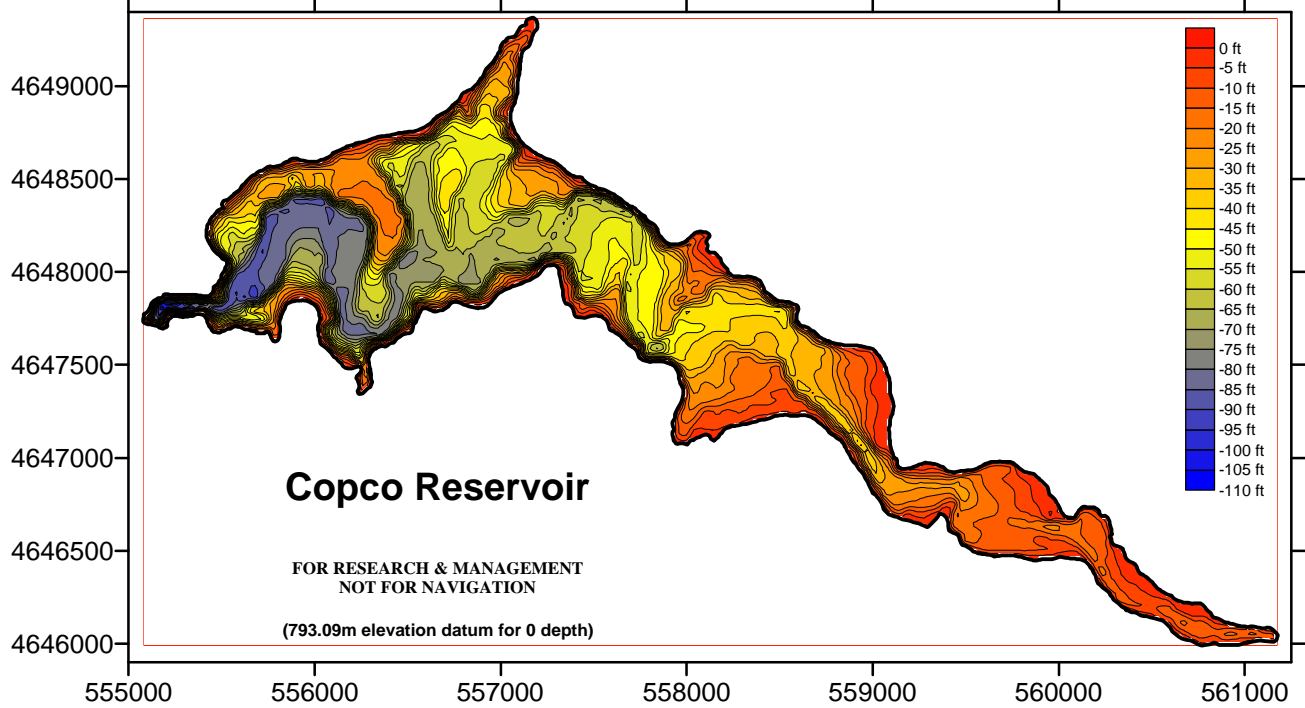 4649000
4648500
4648000
4647500
4647000
4646500
4646000
555000
556000
557000
558000
559000
560000
561000
0 ft
-5 ft
-10 ft
-15 ft
-20 ft
-25 ft
-30 ft
-35 ft
-40 ft
-45 ft
-50 ft
-55 ft
-60 ft
-65 ft
-70 ft
-75 ft
-80 ft
-85 ft
-90 ft
-95 ft
-100 ft
-105 ft
-110 ft
Copco Reservoir
FOR RESEARCH & MANAGEMENT
NOT FOR NAVIGATION
(793.09m elevation datum for 0 depth)